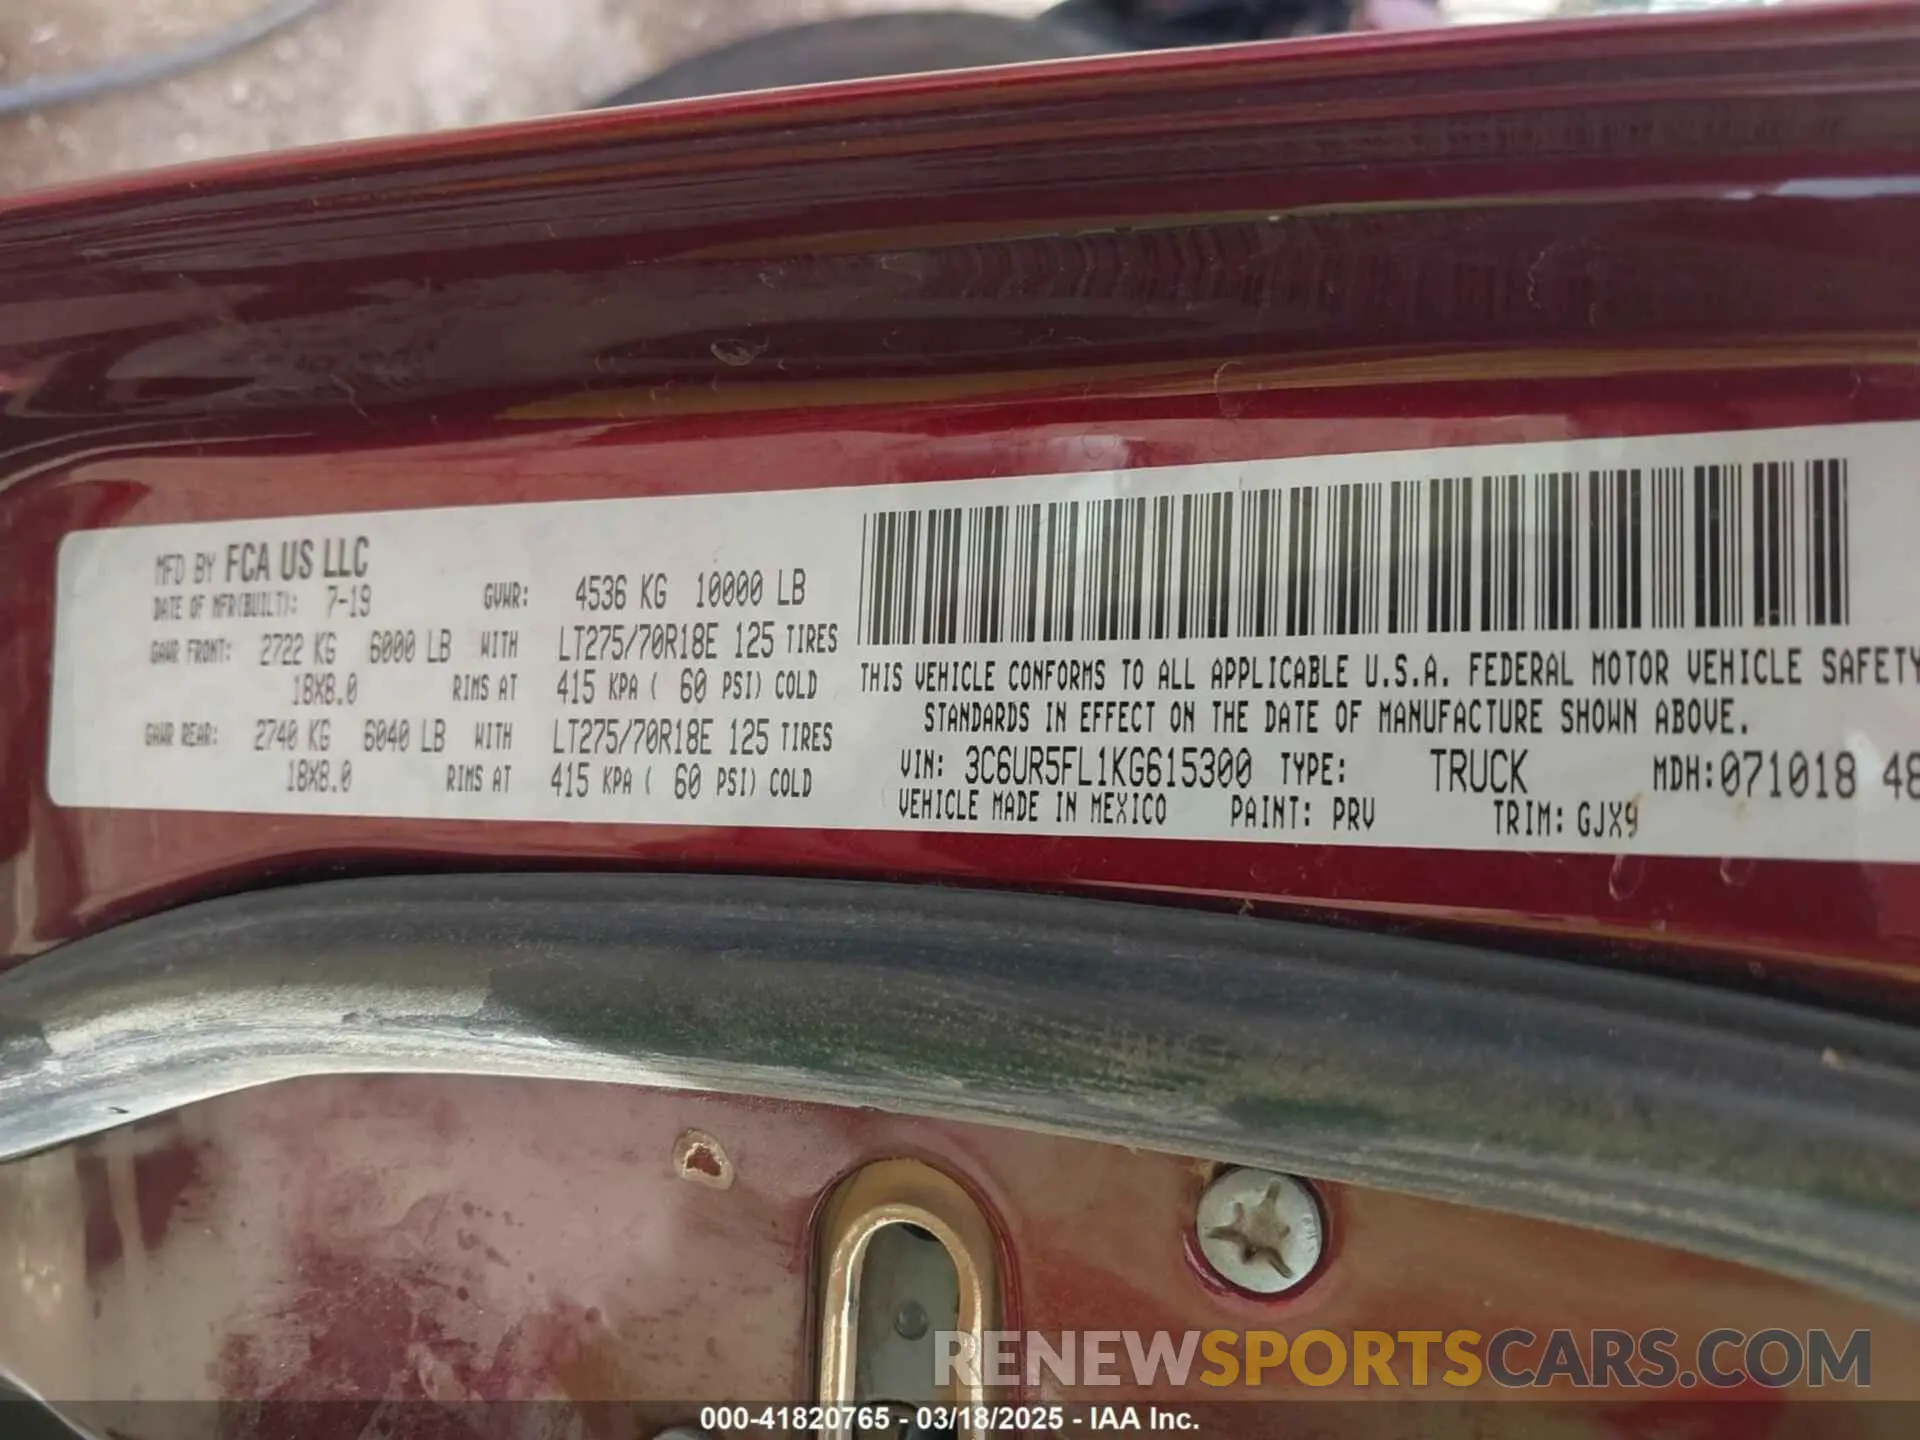 MFD BY FCA US LLC
DATE OF MFR(BUILT): 7-19 GVWR: 4536 KG 10000 LB
GAWR FRONT: 2722 KG 6000 LB WITH LT275/70R18E 125 TIRES
18X8.0 RIMS AT 415 KPA ( 60 PSI) COLD
GAWR REAR: 2740 KG 6040 LB WITH LT275/70R18E 125 TIRES
18X8.0 RIMS AT 415 KPA ( 60 PSI) COLD
THIS VEHICLE CONFORMS TO ALL APPLICABLE U.S.A. FEDERAL MOTOR VEHICLE SAFETY
STANDARDS IN EFFECT ON THE DATE OF MANUFACTURE SHOWN ABOVE.
VIN: 3C6UR5FL1KG615300 TYPE: TRUCK MDH:071018 48
VEHICLE MADE IN MEXICO PAINT: PRV TRIM: GJX9
RENEWSPORTSCARS.COM
000-41820765 - 03/18/2025 - IAA Inc.